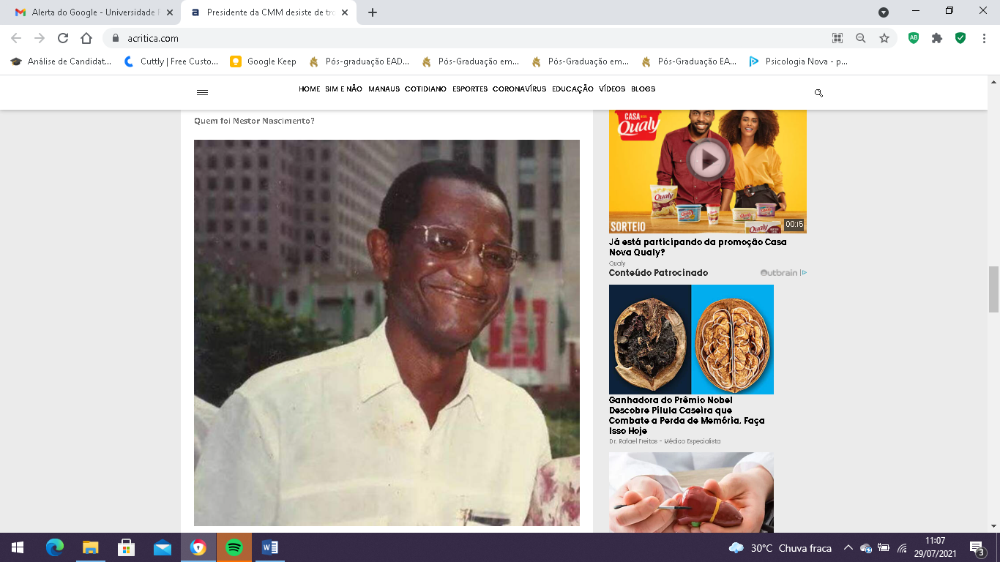 Alerta do Google - Universidade F
Presidente da CMM desiste de tro
acritica.com
AB
Análise de Candidat...
Cuttly | Free Custo...
Google Keep
Pós-graduação EAD...
Pós-Graduação em...
Pós-Graduação em...
Pós-Graduação EA...
Psicologia Nova - p...
HOME SIM E NÃO MANAUS COTIDIANO ESPORTES CORONAVÍRUS EDUCAÇÃO VÍDEOS BLOGS
Quem foi Nestor Nascimento?
CASA
Qualy
Qualy
Qualy
SORTEIO
00:15
Já está participando da promoção Casa
Nova Qualy?
Qualy
Conteúdo Patrocinado
Outbrain
Ganhadora do Prêmio Nobel
Descobre Pílula Caseira que
Combate a Perda de Memória. Faça
Isso Hoje
Dr. Rafael Freitas - Médico Especialista
30°C Chuva fraca
11:07
29/07/2021
3